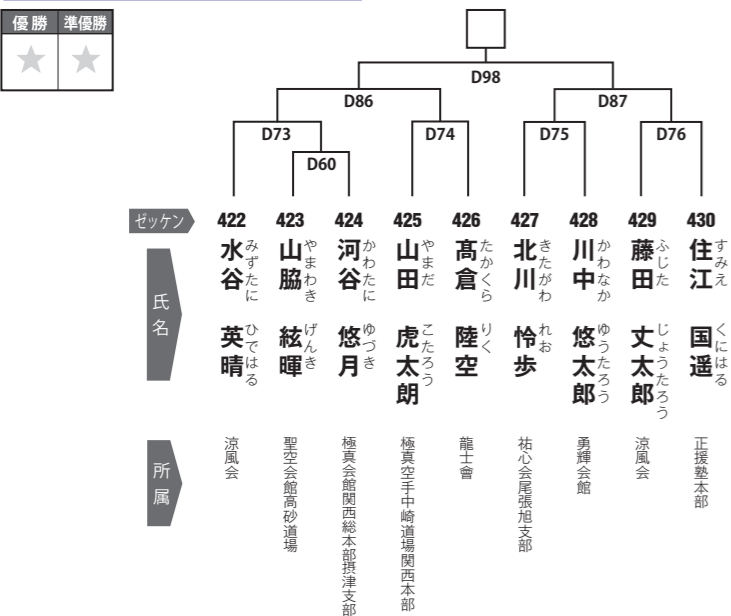 優勝 準優勝
D98
D86 D87
D73 D74 D75 D76
D60
ゼッケン 422 423 424 425 426 427 428 429 430
氏名
水谷 英晴
みずたに ひではる
山脇 絃暉
やまわき げんき
河谷 悠月
かわたに ゆづき
山田 虎太朗
やまだ こたろう
髙倉 陸空
たかくら りく
北川 怜歩
きたがわ れお
川中 悠太郎
かわなか ゆうたろう
藤田 丈太郎
ふじた じょうたろう
住江 国遥
すみえ くにはる
所属
涼風会
聖空会館高砂道場
極真会館関西総本部摂津支部
極真空手中崎道場関西本部
龍士會
祐心会尾張旭支部
勇輝会館
涼風会
正援塾本部